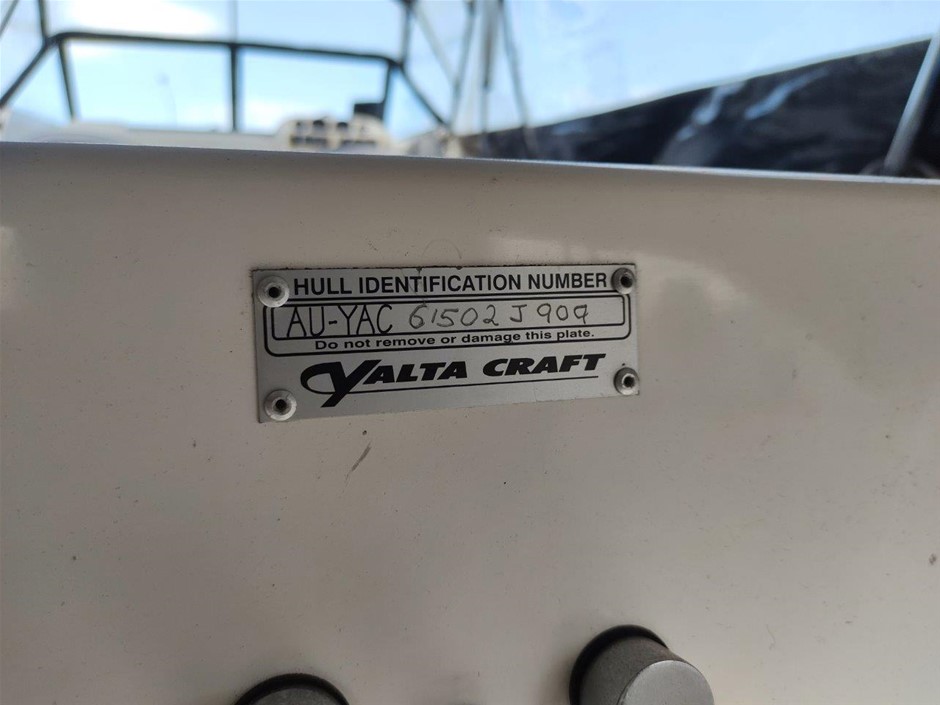 HULL IDENTIFICATION NUMBER
AU-YAC 61502J909
Do not remove or damage this plate.
YALTA CRAFT